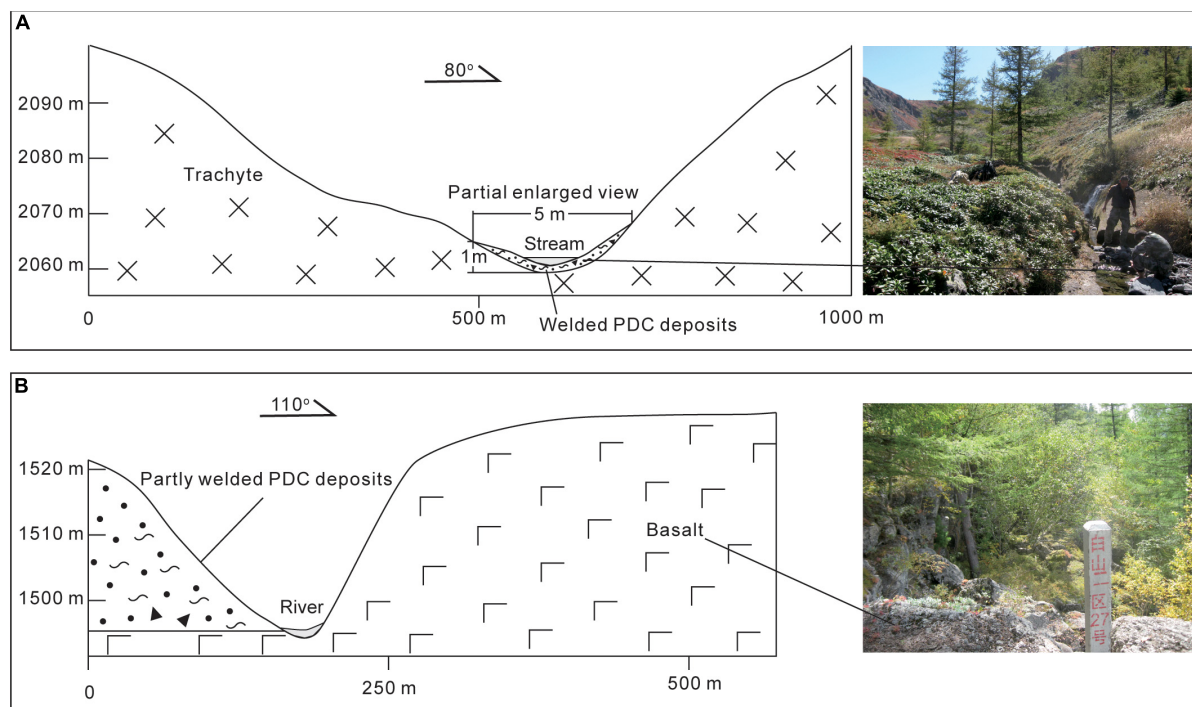 A
80°
2090 m
2080 m
2070 m
2060 m
Trachyte
Partial enlarged view
5 m
Stream
1m
Welded PDC deposits
0
500 m
1000 m
B
110°
1520 m
1510 m
1500 m
Partly welded PDC deposits
River
Basalt
0
250 m
500 m
白山一区27号